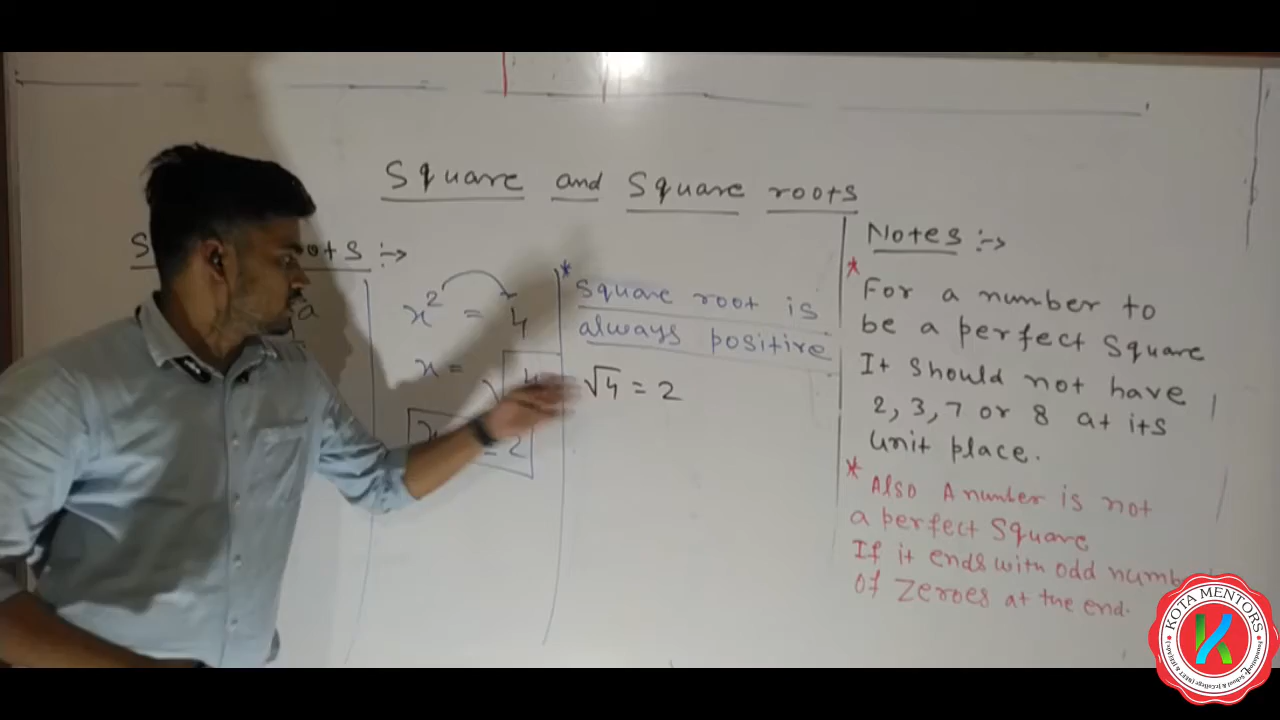 Square and Square roots
x² = 4
x =
√4 = 2
* Square root is
always positive
Notes :->
* For a number to
be a perfect Square
It should not have
2, 3, 7 or 8 at its
Unit place.
* Also A number is not
a perfect Square
If it ends with odd
of Zeroes at the end.
KOTA MENTORS